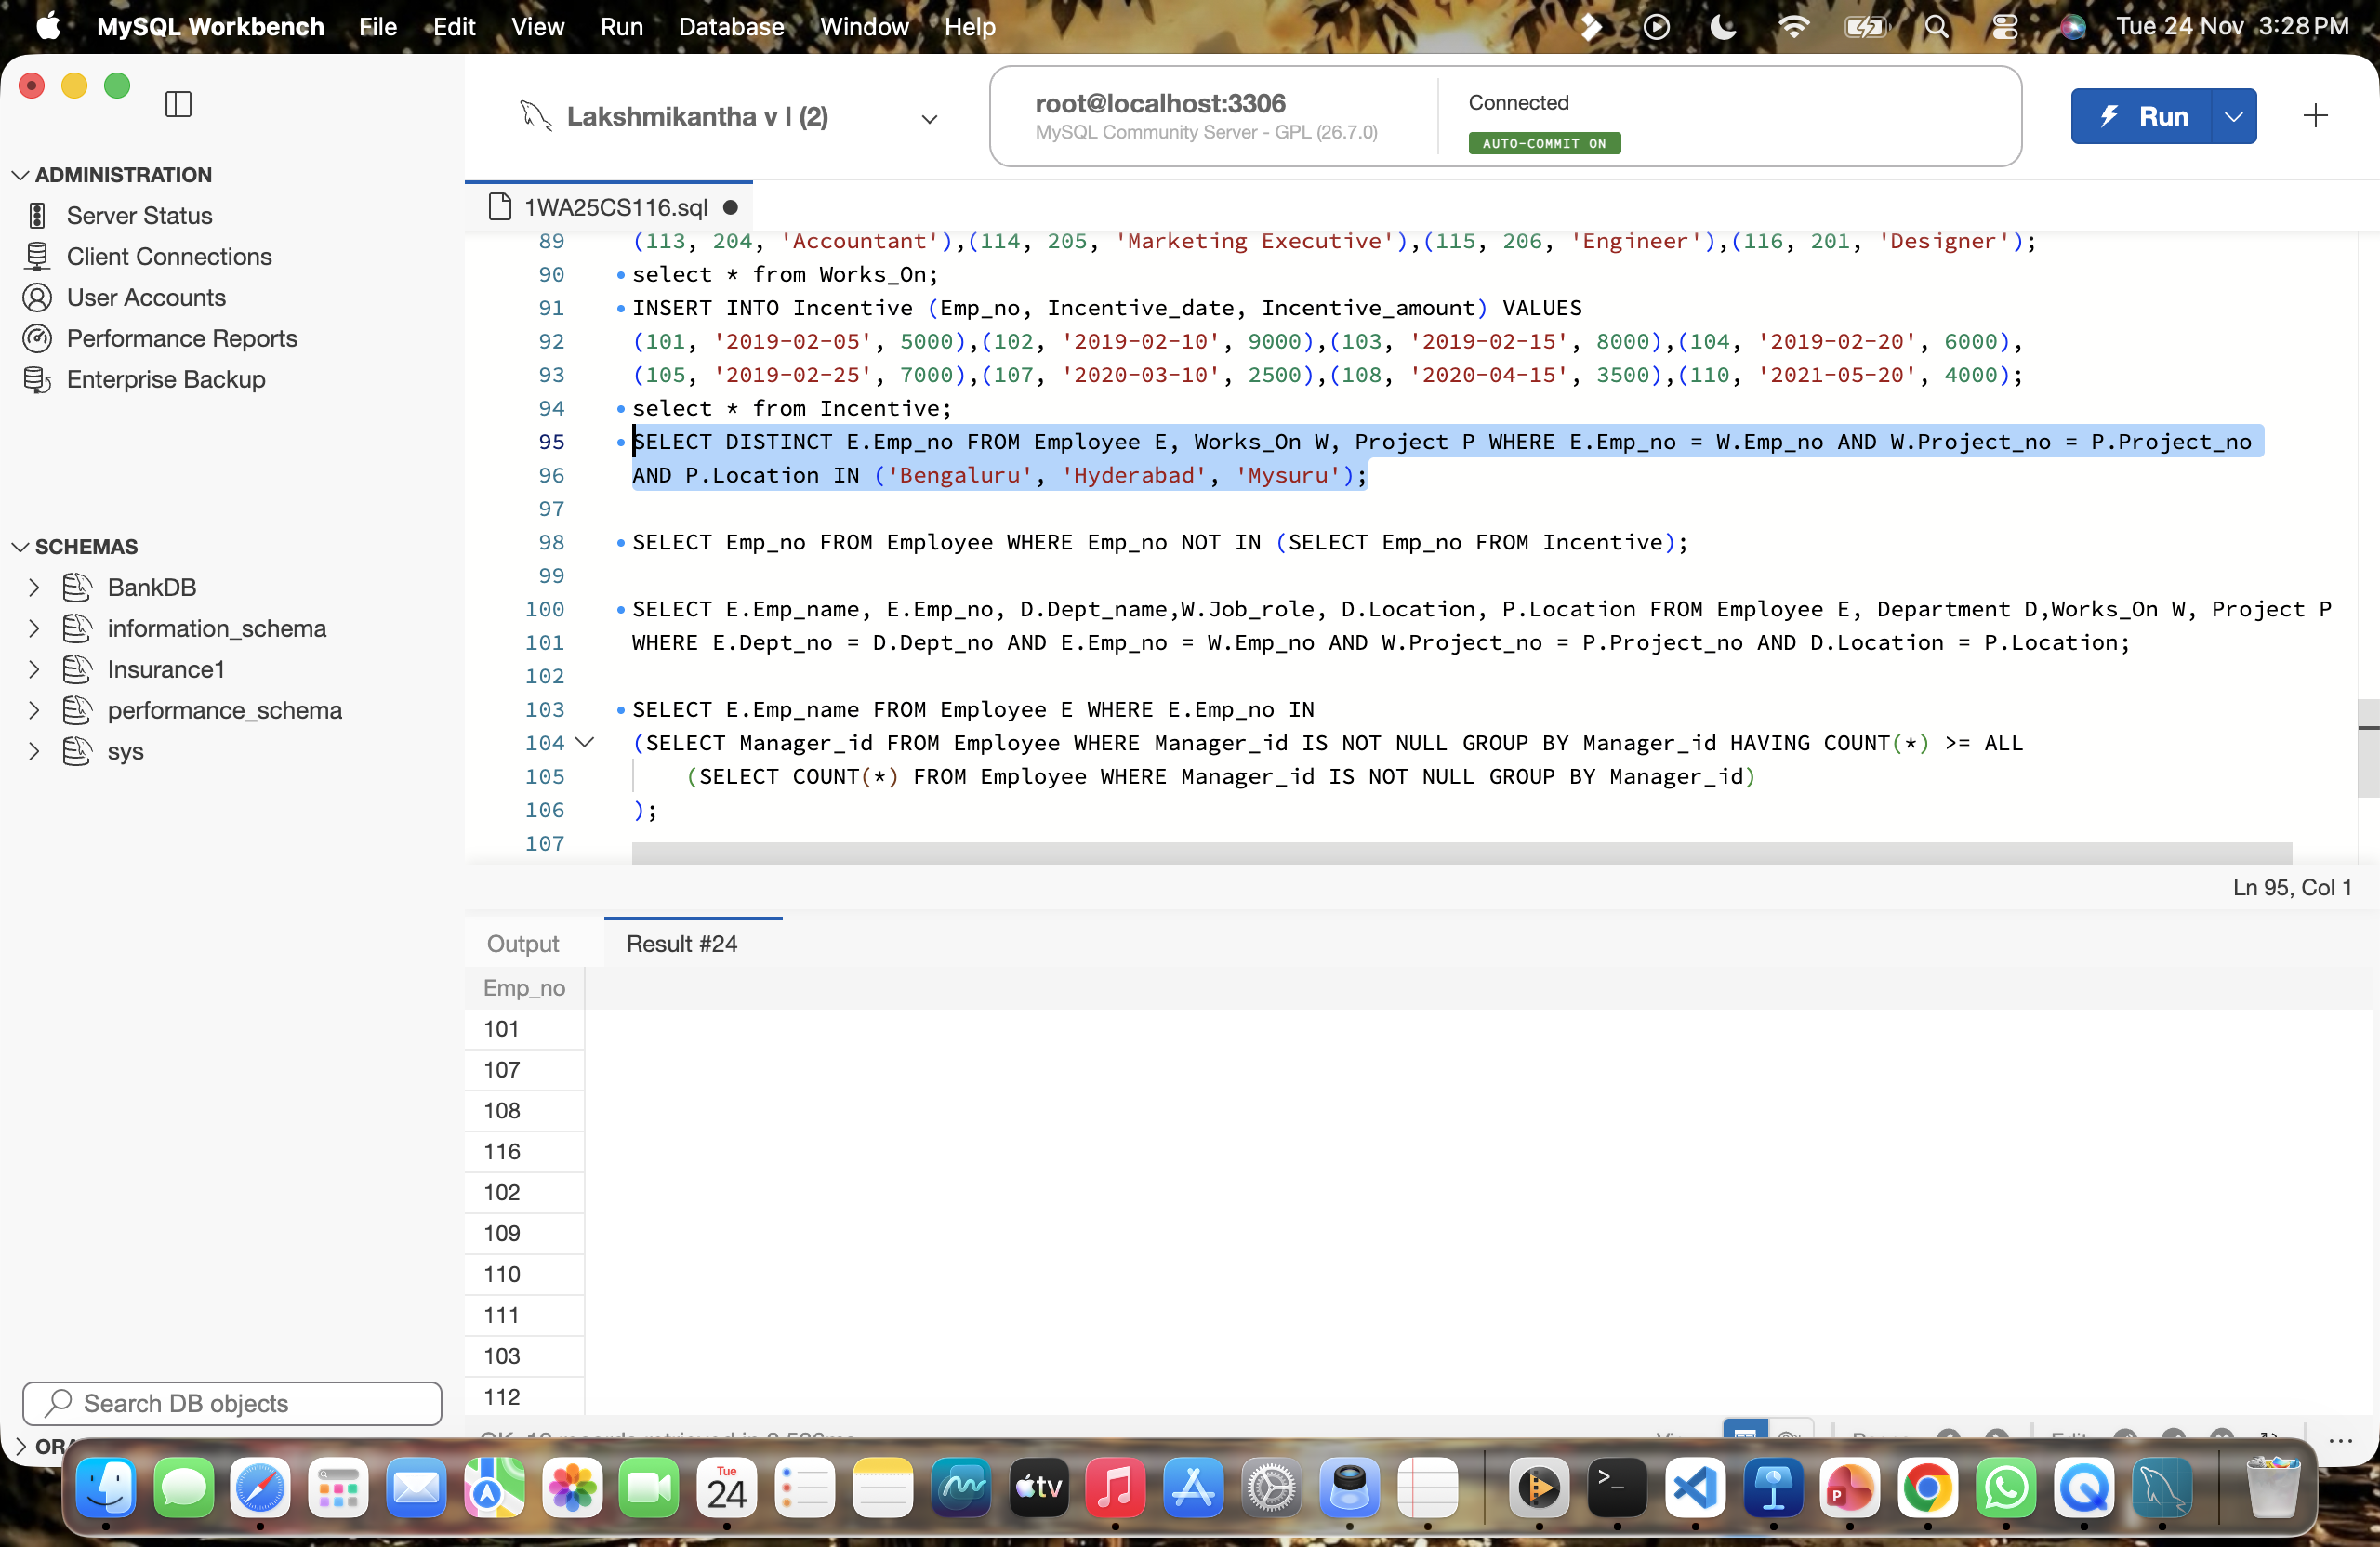 MySQL Workbench File Edit View Run Database Window Help Tue 24 Nov 3:28 PM
Lakshmikantha v l (2)
root@localhost:3306
MySQL Community Server - GPL (26.7.0)
Connected
AUTO-COMMIT ON
Run
ADMINISTRATION
Server Status
Client Connections
User Accounts
Performance Reports
Enterprise Backup
SCHEMAS
BankDB
information_schema
Insurance1
performance_schema
sys
Search DB objects
1WA25CS116.sql
89 (113, 204, 'Accountant'),(114, 205, 'Marketing Executive'),(115, 206, 'Engineer'),(116, 201, 'Designer');
90 select * from Works_On;
91 INSERT INTO Incentive (Emp_no, Incentive_date, Incentive_amount) VALUES
92 (101, '2019-02-05', 5000),(102, '2019-02-10', 9000),(103, '2019-02-15', 8000),(104, '2019-02-20', 6000),
93 (105, '2019-02-25', 7000),(107, '2020-03-10', 2500),(108, '2020-04-15', 3500),(110, '2021-05-20', 4000);
94 select * from Incentive;
95 SELECT DISTINCT E.Emp_no FROM Employee E, Works_On W, Project P WHERE E.Emp_no = W.Emp_no AND W.Project_no = P.Project_no
96 AND P.Location IN ('Bengaluru', 'Hyderabad', 'Mysuru');
97
98 SELECT Emp_no FROM Employee WHERE Emp_no NOT IN (SELECT Emp_no FROM Incentive);
99
100 SELECT E.Emp_name, E.Emp_no, D.Dept_name,W.Job_role, D.Location, P.Location FROM Employee E, Department D,Works_On W, Project P
101 WHERE E.Dept_no = D.Dept_no AND E.Emp_no = W.Emp_no AND W.Project_no = P.Project_no AND D.Location = P.Location;
102
103 SELECT E.Emp_name FROM Employee E WHERE E.Emp_no IN
104 (SELECT Manager_id FROM Employee WHERE Manager_id IS NOT NULL GROUP BY Manager_id HAVING COUNT(*) >= ALL
105 (SELECT COUNT(*) FROM Employee WHERE Manager_id IS NOT NULL GROUP BY Manager_id)
106 );
107
Ln 95, Col 1
Output Result #24
Emp_no
101
107
108
116
102
109
110
111
103
112
Tue
24
tv